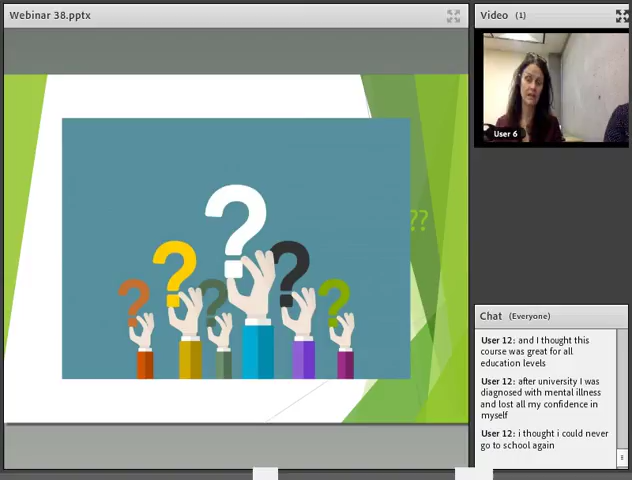 Webinar 38.pptx
??
Video (1)
User 6
Chat (Everyone)
User 12: and I thought this
course was great for all
education levels
User 12: after university I was
diagnosed with mental illness
and lost all my confidence in
myself
User 12: i thought i could never
go to school again